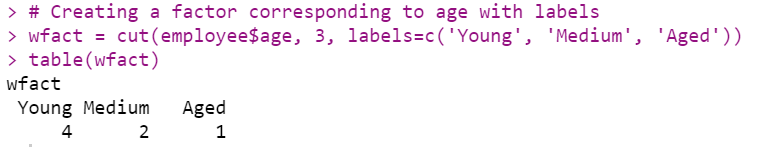 > # Creating a factor corresponding to age with labels
> wfact = cut(employee$age, 3, labels=c('Young', 'Medium', 'Aged'))
> table(wfact)
wfact
 Young Medium   Aged
     4      2      1